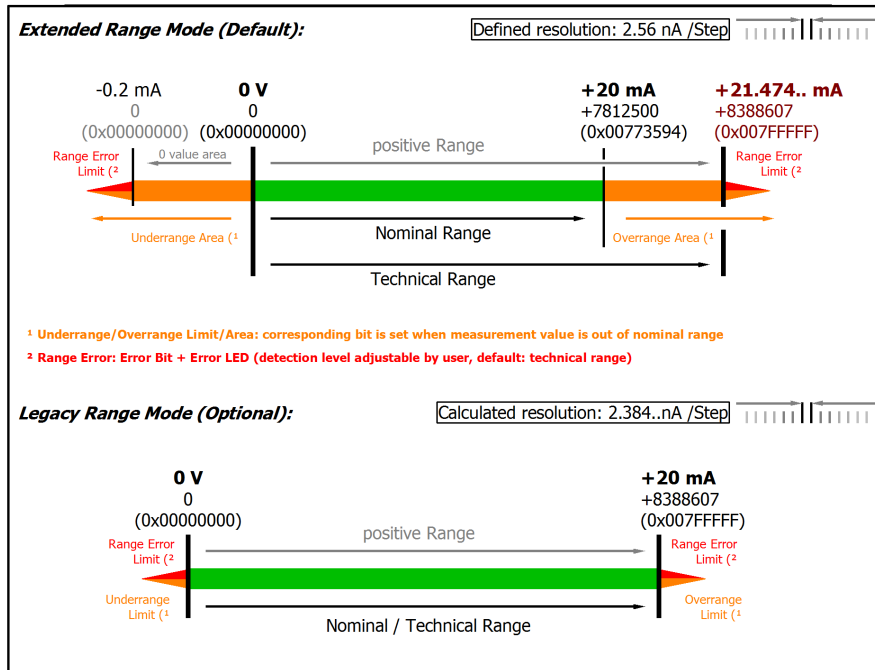 Extended Range Mode (Default):
Defined resolution: 2.56 nA /Step
-0.2 mA
0
(0x00000000)
0 V
0
(0x00000000)
+20 mA
+7812500
(0x00773594)
+21.474.. mA
+8388607
(0x007FFFFF)
Range Error
Limit (²
0 value area
positive Range
Range Error
Limit (²
Underrange Area (¹
Nominal Range
Overrange Area (¹
Technical Range
¹ Underrange/Overrange Limit/Area: corresponding bit is set when measurement value is out of nominal range
² Range Error: Error Bit + Error LED (detection level adjustable by user, default: technical range)
Legacy Range Mode (Optional):
Calculated resolution: 2.384..nA /Step
0 V
0
(0x00000000)
+20 mA
+8388607
(0x007FFFFF)
Range Error
Limit (²
positive Range
Range Error
Limit (²
Underrange
Limit (¹
Overrange
Limit (¹
Nominal / Technical Range